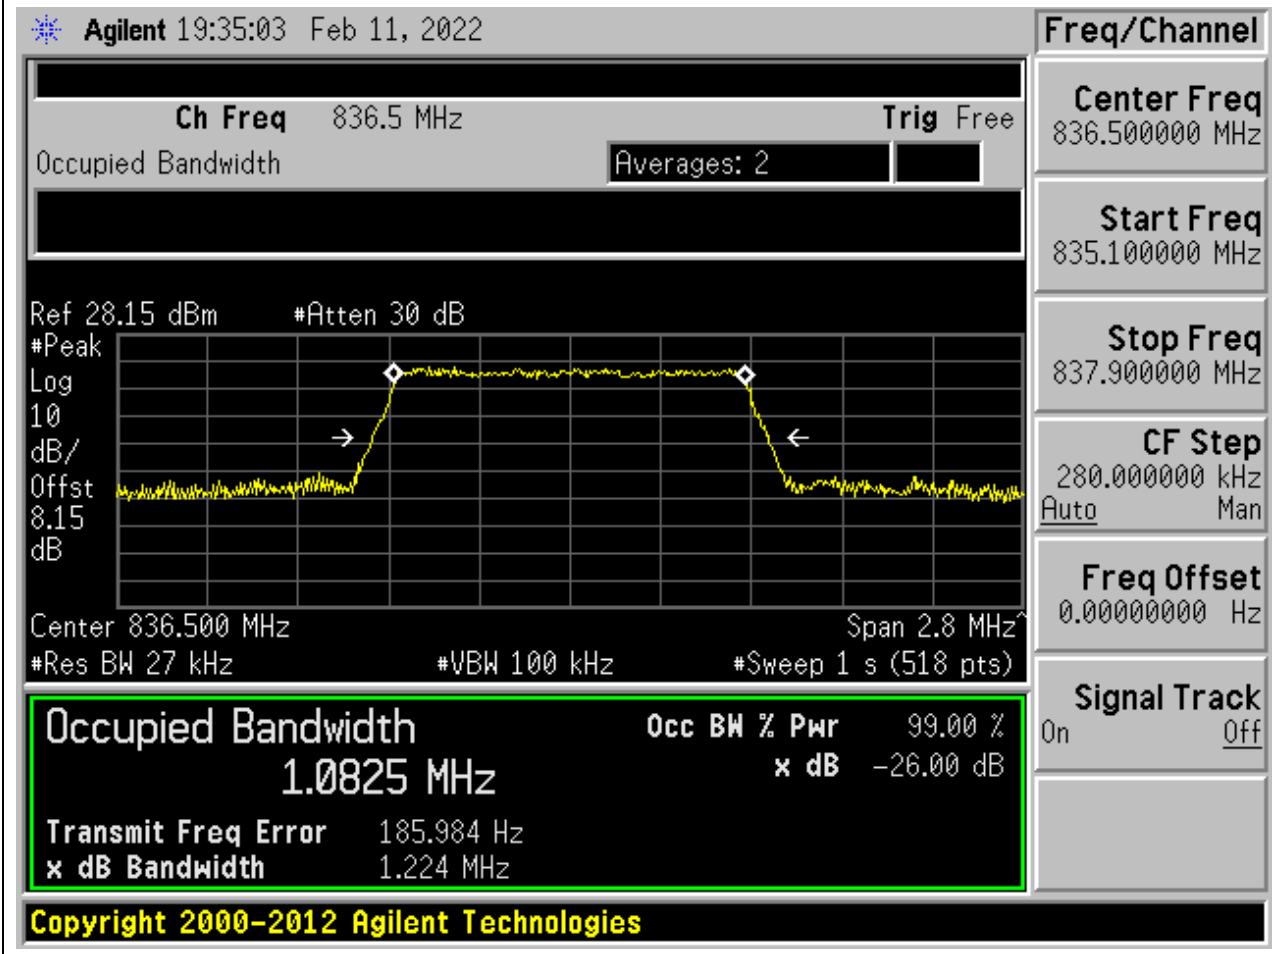 Agilent 19:35:03 Feb 11, 2022
Freq/Channel
Ch Freq 836.5 MHz Trig Free
Occupied Bandwidth Averages: 2
Center Freq
836.500000 MHz
Start Freq
835.100000 MHz
Stop Freq
837.900000 MHz
CF Step
280.000000 kHz
Auto Man
Freq Offset
0.00000000 Hz
Signal Track
On Off
Ref 28.15 dBm #Atten 30 dB
#Peak
Log
10
dB/
Offst
8.15
dB
Center 836.500 MHz Span 2.8 MHz^
#Res BW 27 kHz #VBW 100 kHz #Sweep 1 s (518 pts)
Occupied Bandwidth Occ BW % Pwr 99.00 %
1.0825 MHz x dB -26.00 dB
Transmit Freq Error 185.984 Hz
x dB Bandwidth 1.224 MHz
Copyright 2000-2012 Agilent Technologies